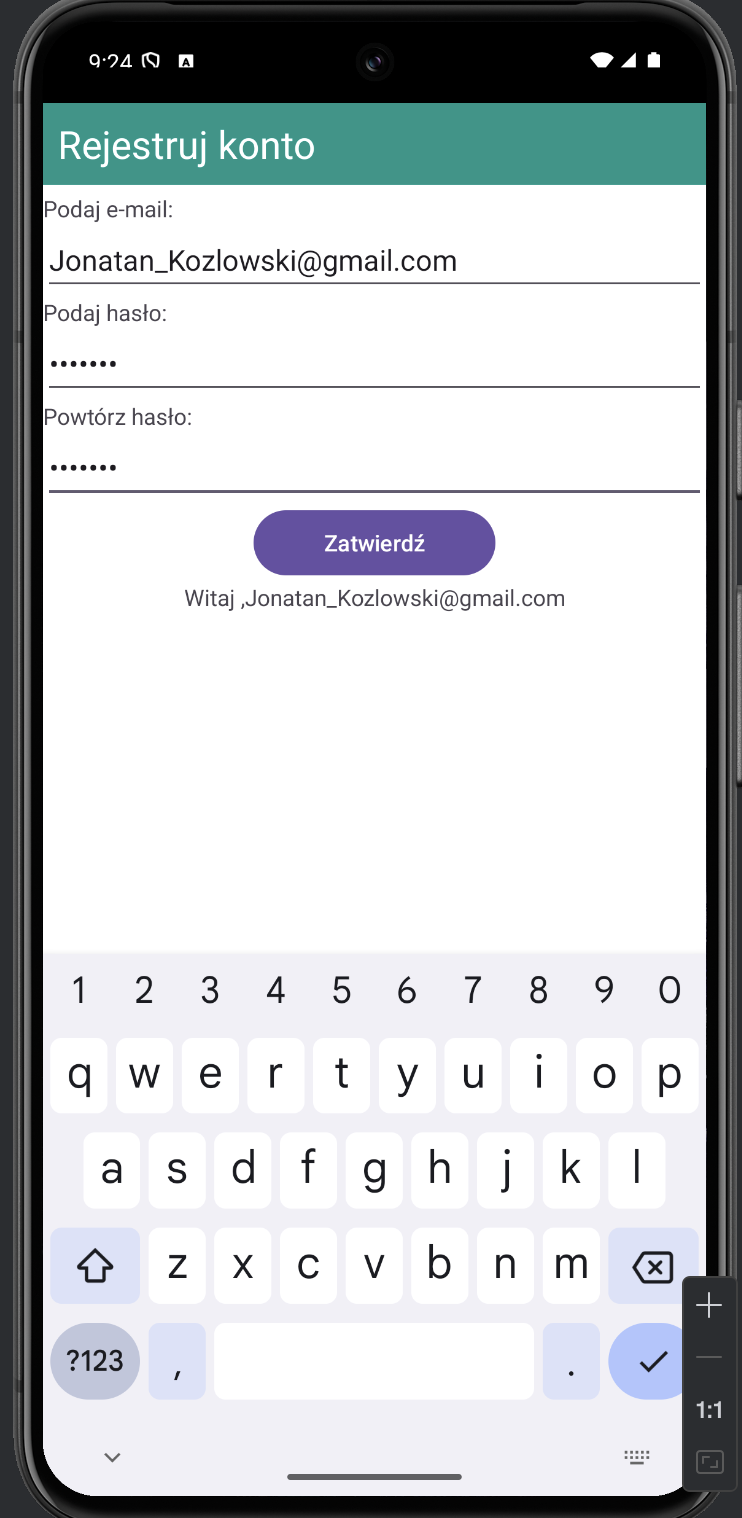 9:24 A
Rejestruj konto
Podaj e-mail:
Jonatan_Kozlowski@gmail.com
Podaj hasło:
•••••••
Powtórz hasło:
•••••••
Zatwierdź
Witaj ,Jonatan_Kozlowski@gmail.com
1 2 3 4 5 6 7 8 9 0
q w e r t y u i o p
a s d f g h j k l
z x c v b n m
?123 , .
1:1